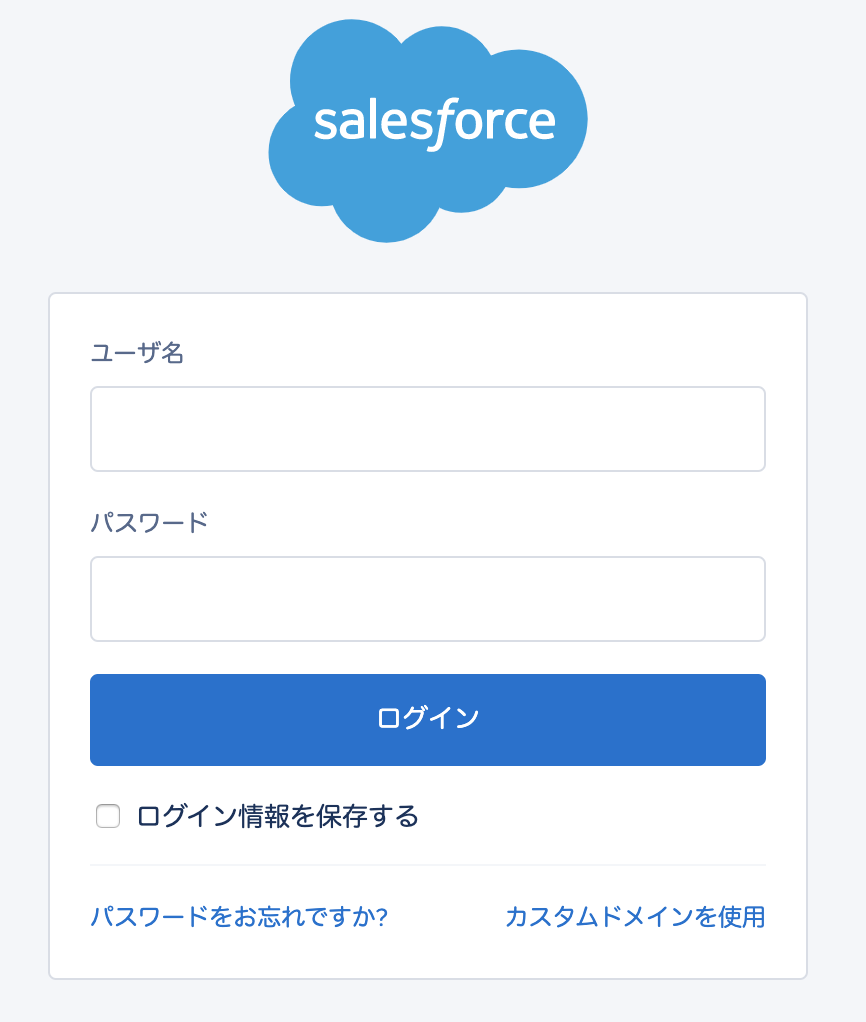 salesforce
ユーザ名
パスワード
ログイン
ログイン情報を保存する
パスワードをお忘れですか?
カスタムドメインを使用